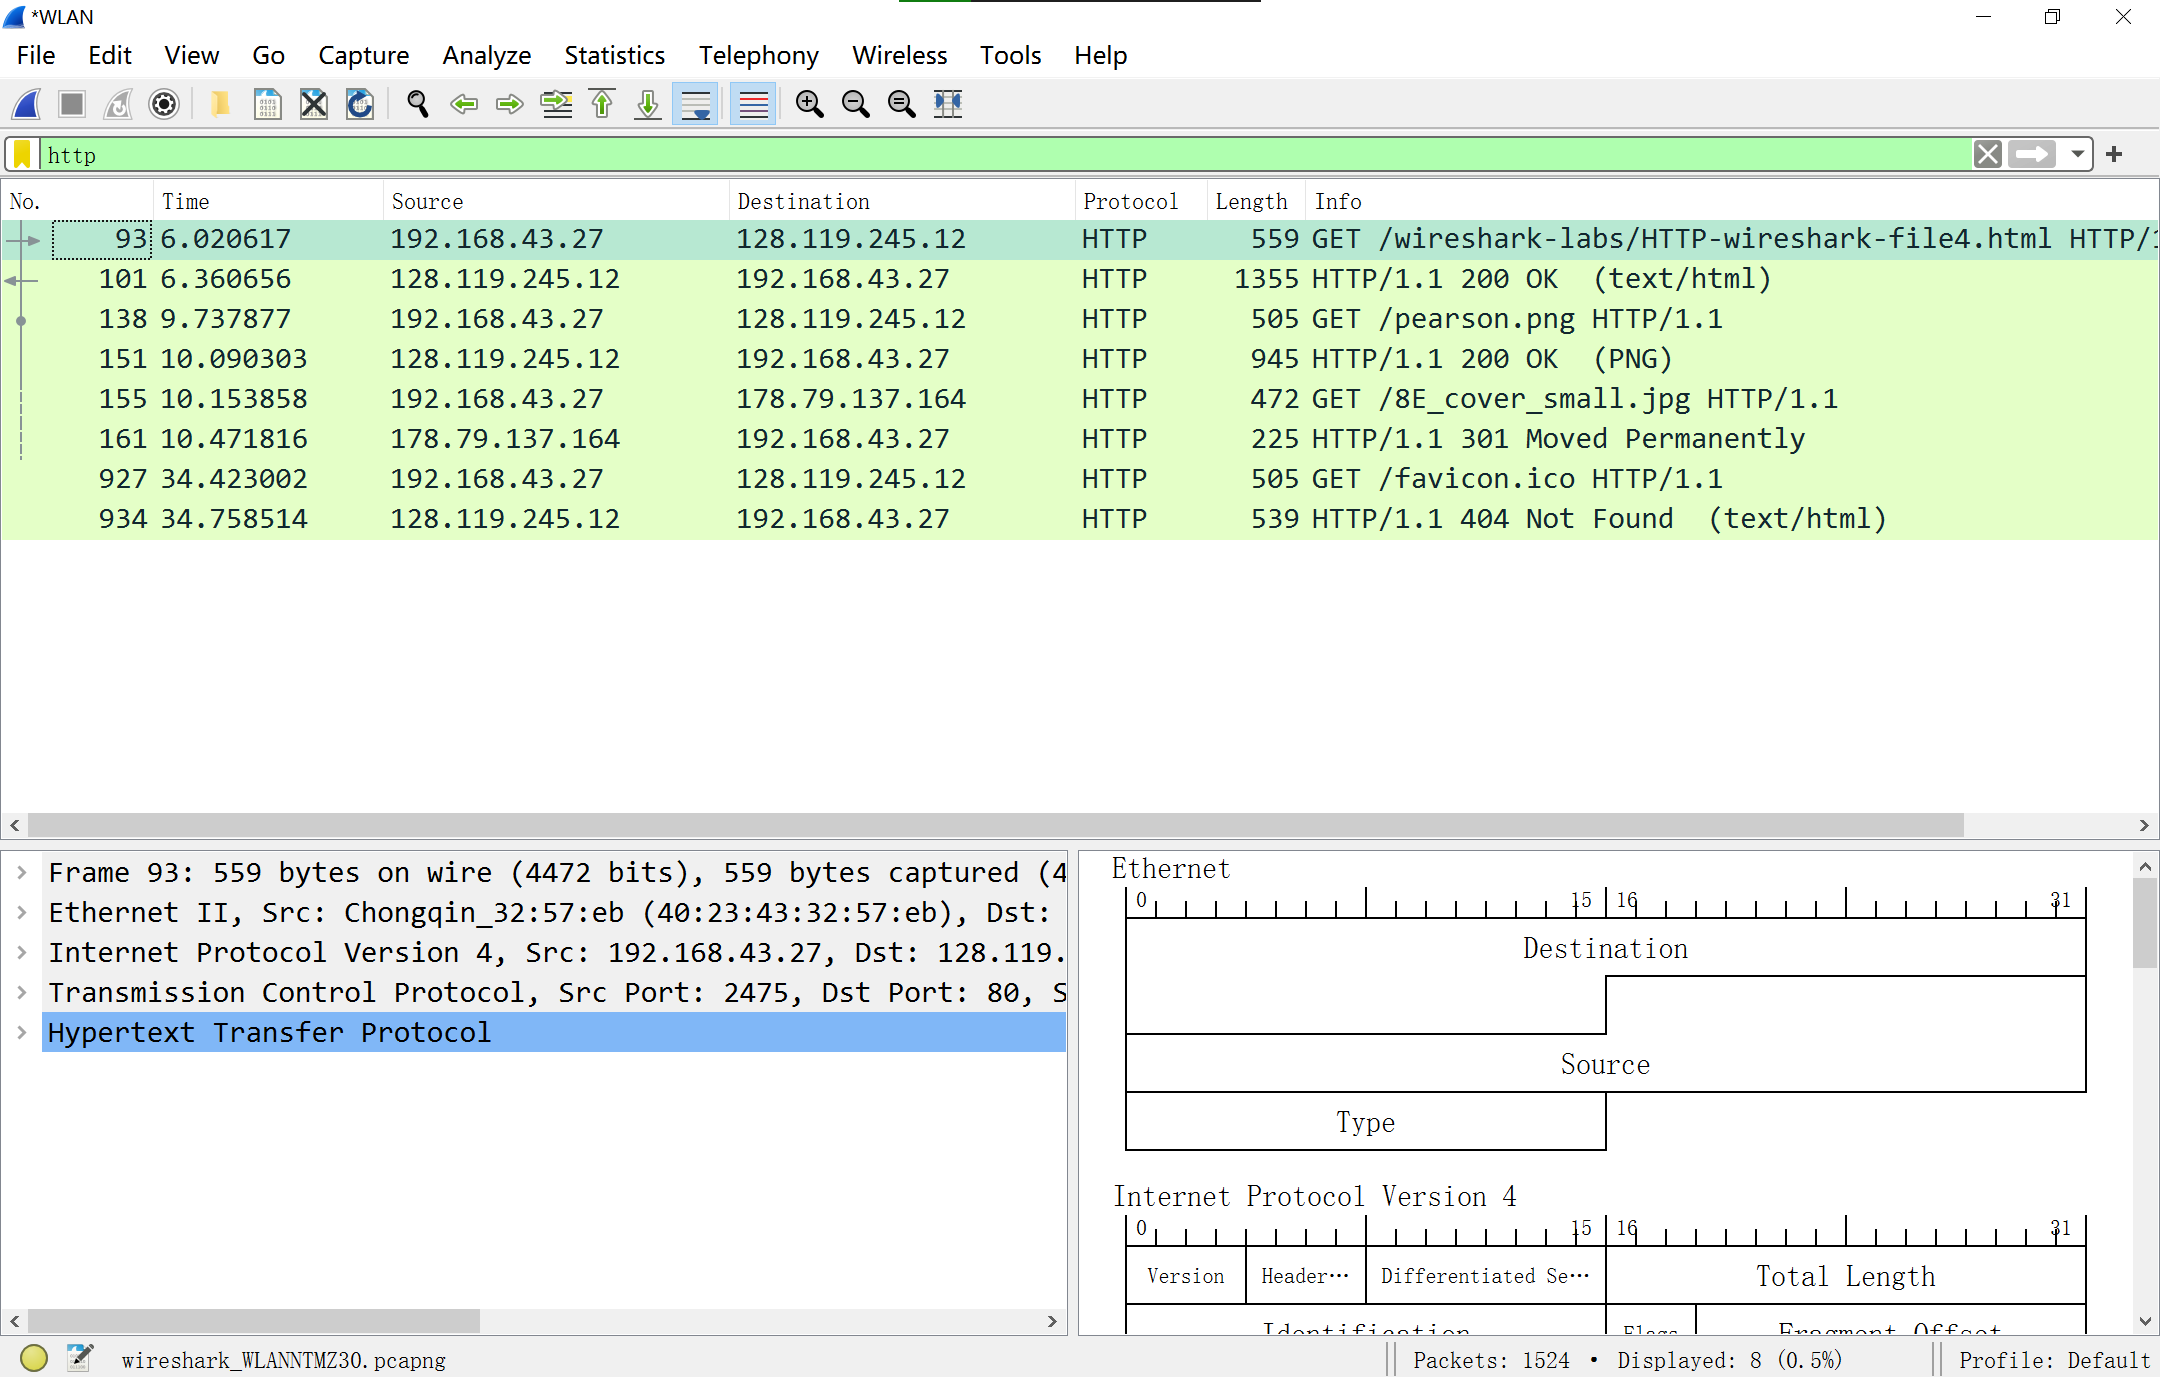 *WLAN
File Edit View Go Capture Analyze Statistics Telephony Wireless Tools Help
http
No. Time Source Destination Protocol Length Info
93 6.020617 192.168.43.27 128.119.245.12 HTTP 559 GET /wireshark-labs/HTTP-wireshark-file4.html HTTP/1
101 6.360656 128.119.245.12 192.168.43.27 HTTP 1355 HTTP/1.1 200 OK (text/html)
138 9.737877 192.168.43.27 128.119.245.12 HTTP 505 GET /pearson.png HTTP/1.1
151 10.090303 128.119.245.12 192.168.43.27 HTTP 945 HTTP/1.1 200 OK (PNG)
155 10.153858 192.168.43.27 178.79.137.164 HTTP 472 GET /8E_cover_small.jpg HTTP/1.1
161 10.471816 178.79.137.164 192.168.43.27 HTTP 225 HTTP/1.1 301 Moved Permanently
927 34.423002 192.168.43.27 128.119.245.12 HTTP 505 GET /favicon.ico HTTP/1.1
934 34.758514 128.119.245.12 192.168.43.27 HTTP 539 HTTP/1.1 404 Not Found (text/html)
Frame 93: 559 bytes on wire (4472 bits), 559 bytes captured (4
Ethernet II, Src: Chongqin_32:57:eb (40:23:43:32:57:eb), Dst:
Internet Protocol Version 4, Src: 192.168.43.27, Dst: 128.119.
Transmission Control Protocol, Src Port: 2475, Dst Port: 80, S
Hypertext Transfer Protocol
Ethernet
0 15 16 31
Destination
Source
Type
Internet Protocol Version 4
0 15 16 31
Version Header… Differentiated Se… Total Length
Identification Flags Fragment Offset
wireshark_WLANNTMZ30.pcapng Packets: 1524 • Displayed: 8 (0.5%) Profile: Default